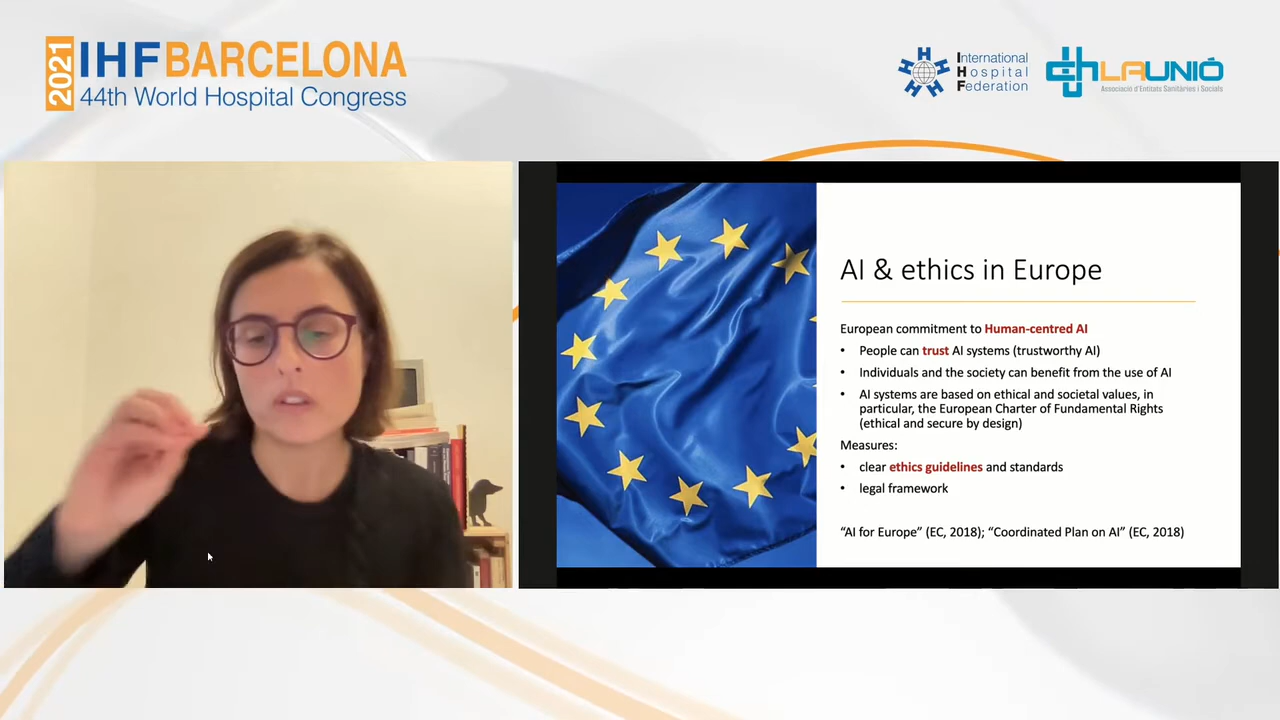 2021
IHF BARCELONA
44th World Hospital Congress
International
Hospital
Federation
LAUNIÓ
Associació d'Entitats Sanitàries i Socials
AI & ethics in Europe
European commitment to Human-centred AI
• People can trust AI systems (trustworthy AI)
• Individuals and the society can benefit from the use of AI
• AI systems are based on ethical and societal values, in
particular, the European Charter of Fundamental Rights
(ethical and secure by design)
Measures:
• clear ethics guidelines and standards
• legal framework
“AI for Europe” (EC, 2018); “Coordinated Plan on AI” (EC, 2018)